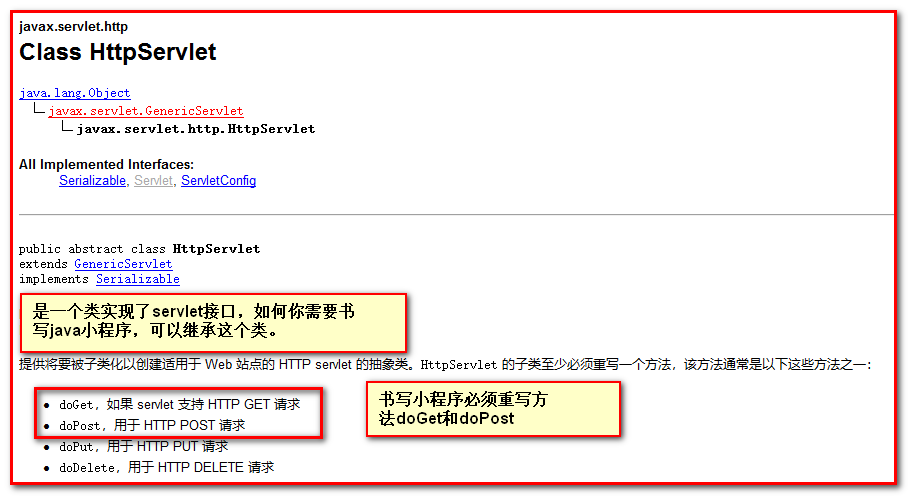 javax.servlet.http
Class HttpServlet
java.lang.Object
javax.servlet.GenericServlet
javax.servlet.http.HttpServlet
All Implemented Interfaces:
Serializable, Servlet, ServletConfig
public abstract class HttpServlet
extends GenericServlet
implements Serializable
是一个类实现了servlet接口，如何你需要书
写java小程序，可以继承这个类。
提供将要被子类化以创建适用于 Web 站点的 HTTP servlet 的抽象类。HttpServlet 的子类至少必须重写一个方法，该方法通常是以下这些方法之一：
doGet，如果 servlet 支持 HTTP GET 请求
doPost，用于 HTTP POST 请求
doPut，用于 HTTP PUT 请求
doDelete，用于 HTTP DELETE 请求
书写小程序必须重写方
法doGet和doPost